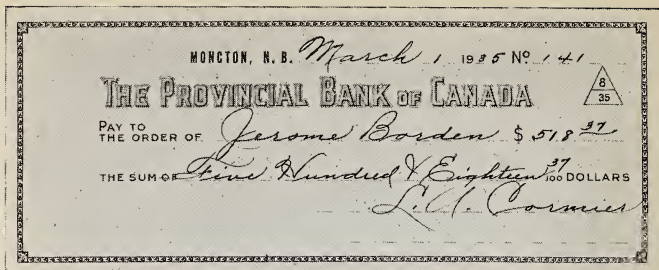 MONCTON, N. B. March 1 1935 Nº 141
THE PROVINCIAL BANK OF CANADA
8
35
PAY TO
THE ORDER OF Jerome Borden $ 518 37
THE SUM OF Five Hundred & Eighteen 37/100 DOLLARS
L. A. Cormier